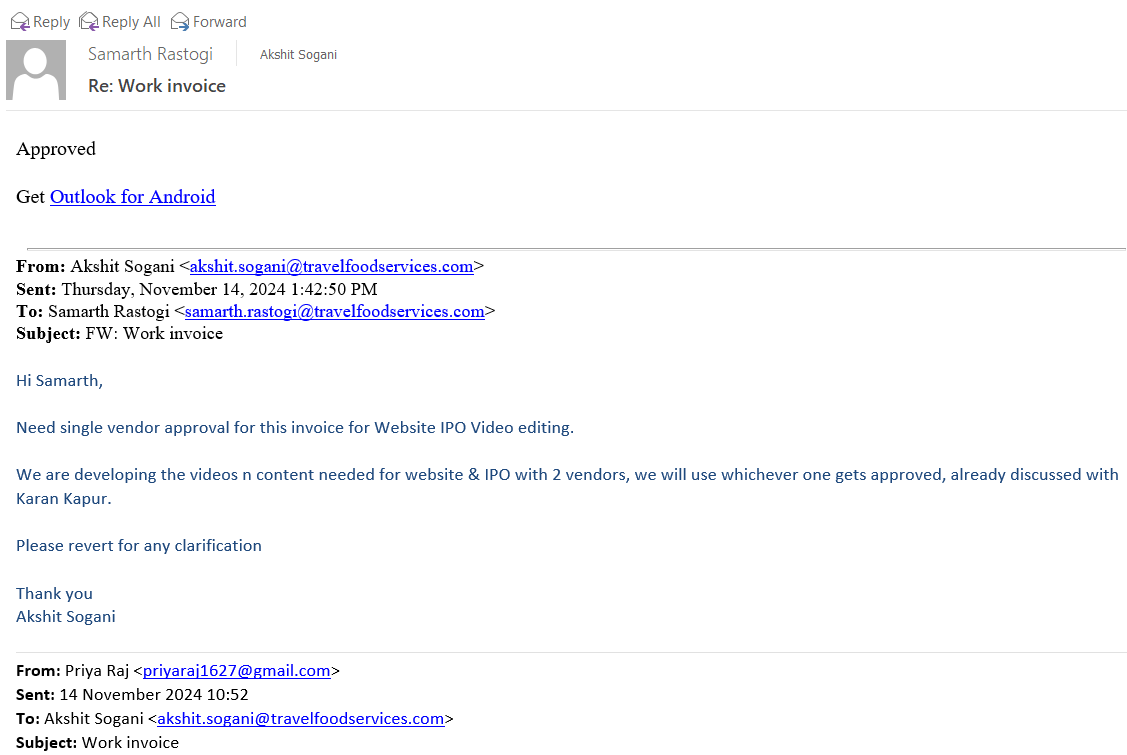 Reply Reply All Forward
Samarth Rastogi Akshit Sogani
Re: Work invoice
Approved
Get Outlook for Android
From: Akshit Sogani <akshit.sogani@travelfoodservices.com>
Sent: Thursday, November 14, 2024 1:42:50 PM
To: Samarth Rastogi <samarth.rastogi@travelfoodservices.com>
Subject: FW: Work invoice
Hi Samarth,
Need single vendor approval for this invoice for Website IPO Video editing.
We are developing the videos n content needed for website & IPO with 2 vendors, we will use whichever one gets approved, already discussed with
Karan Kapur.
Please revert for any clarification
Thank you
Akshit Sogani
From: Priya Raj <priyaraj1627@gmail.com>
Sent: 14 November 2024 10:52
To: Akshit Sogani <akshit.sogani@travelfoodservices.com>
Subject: Work invoice